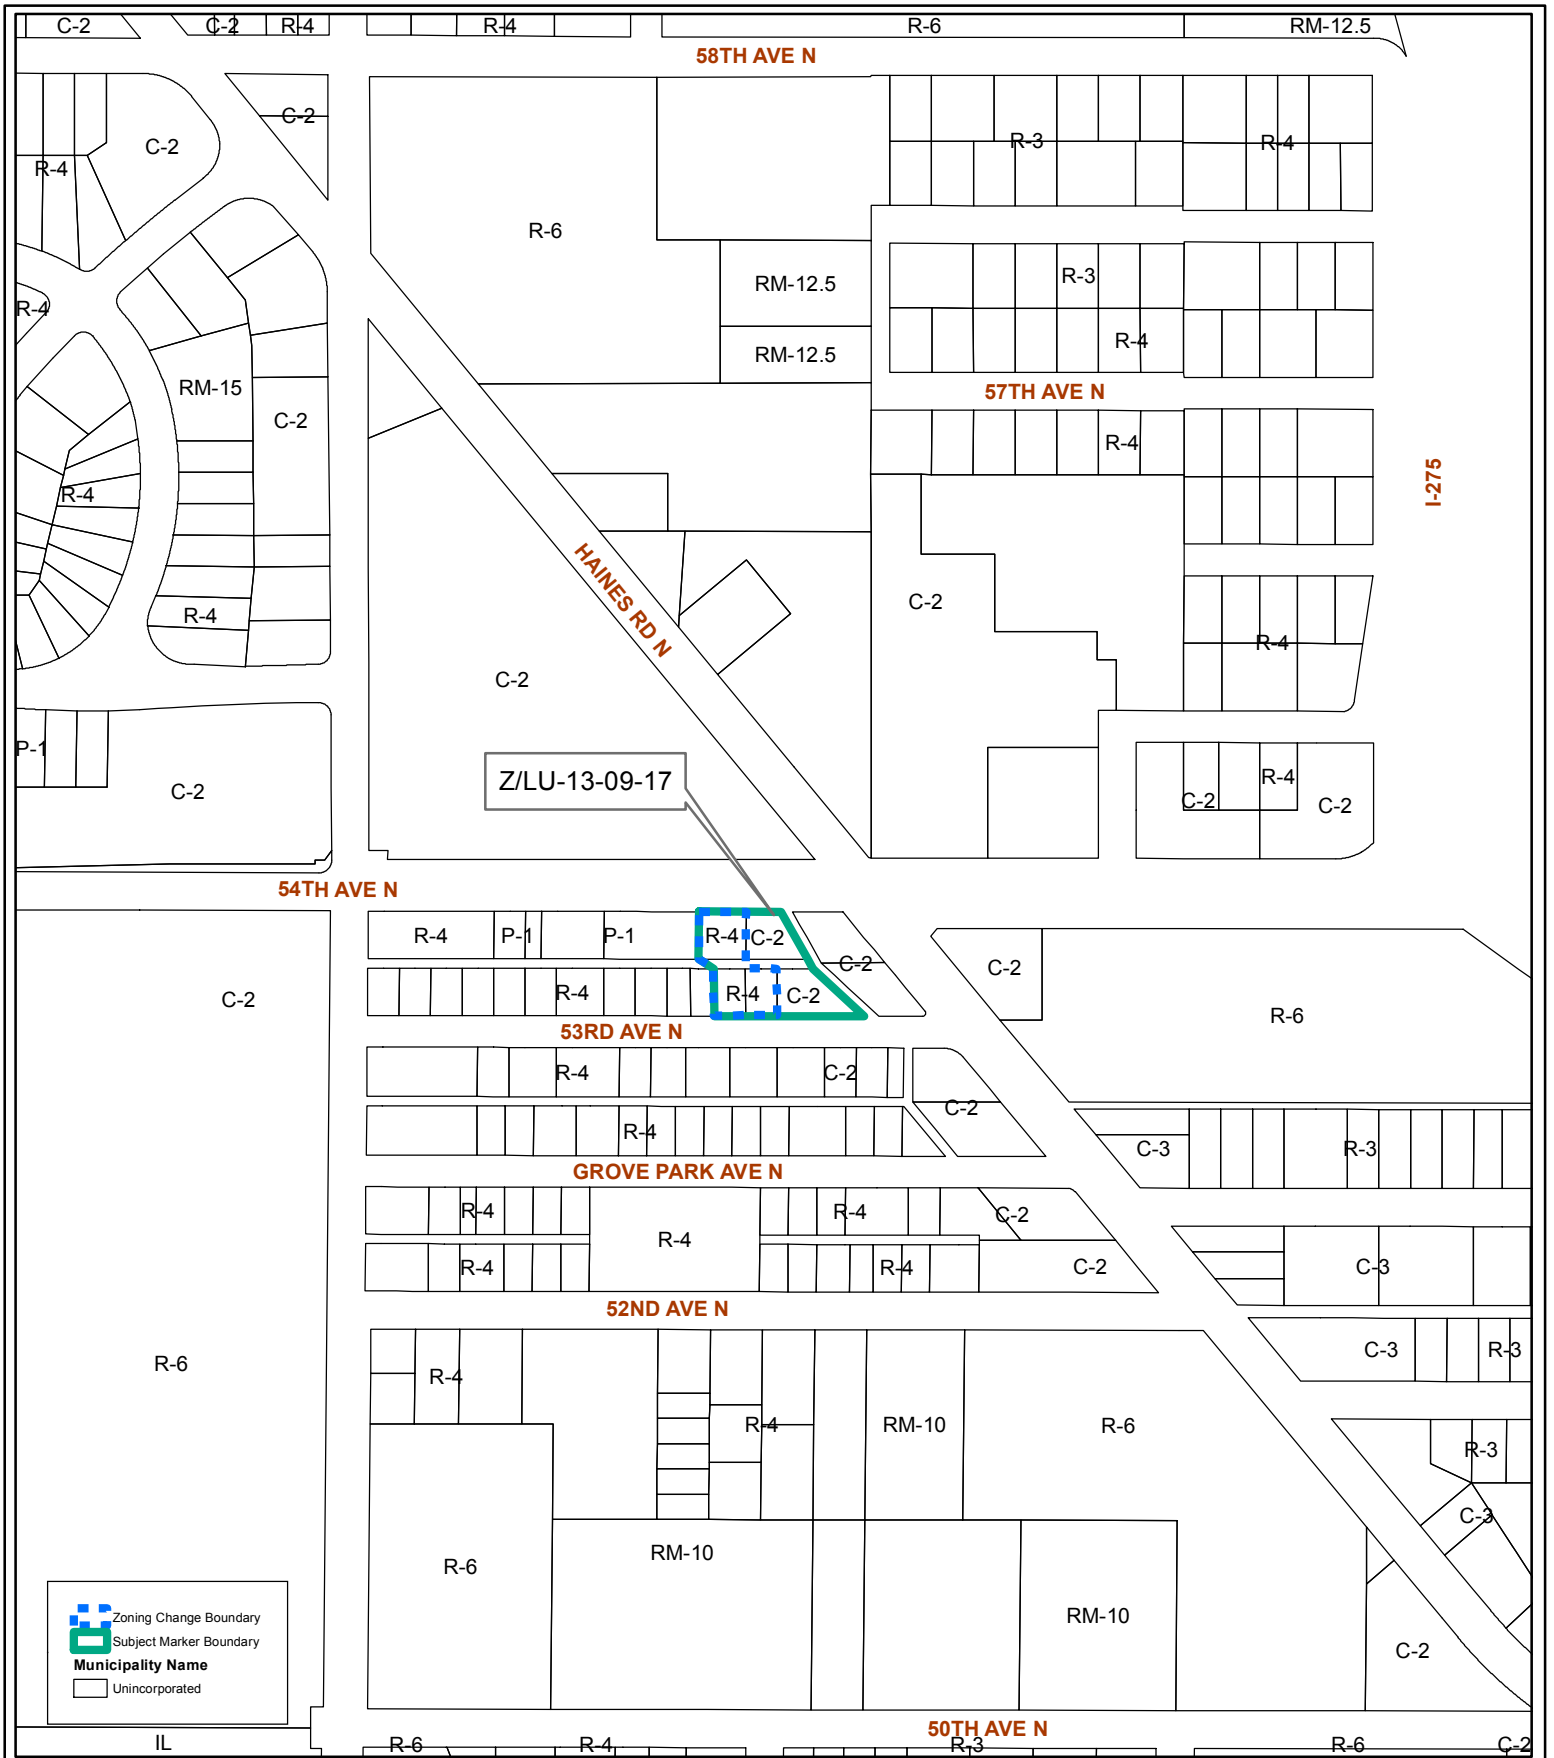 C-2
C-2
R-4
R-4
R-6
RM-12.5
58TH AVE N
C-2
C-2
R-4
R-3
R-4
R-6
R-4
RM-12.5
R-3
RM-12.5
R-4
57TH AVE N
RM-15
C-2
R-4
R-4
I-275
HAINES RD N
C-2
R-4
R-4
C-2
P-1
C-2
Z/LU-13-09-17
R-4
C-2
C-2
54TH AVE N
R-4
P-1
P-1
R-4
C-2
C-2
C-2
C-2
R-4
R-4
C-2
R-6
53RD AVE N
R-4
C-2
C-2
R-4
C-3
R-3
GROVE PARK AVE N
R-4
R-4
C-2
R-4
R-4
R-4
C-2
C-3
52ND AVE N
R-6
R-4
C-3
R-3
R-4
RM-10
R-6
R-3
C-3
R-6
RM-10
RM-10
C-2
Zoning Change Boundary
Subject Marker Boundary
Municipality Name
Unincorporated
50TH AVE N
IL
R-6
R-4
R-3
R-6
C-2